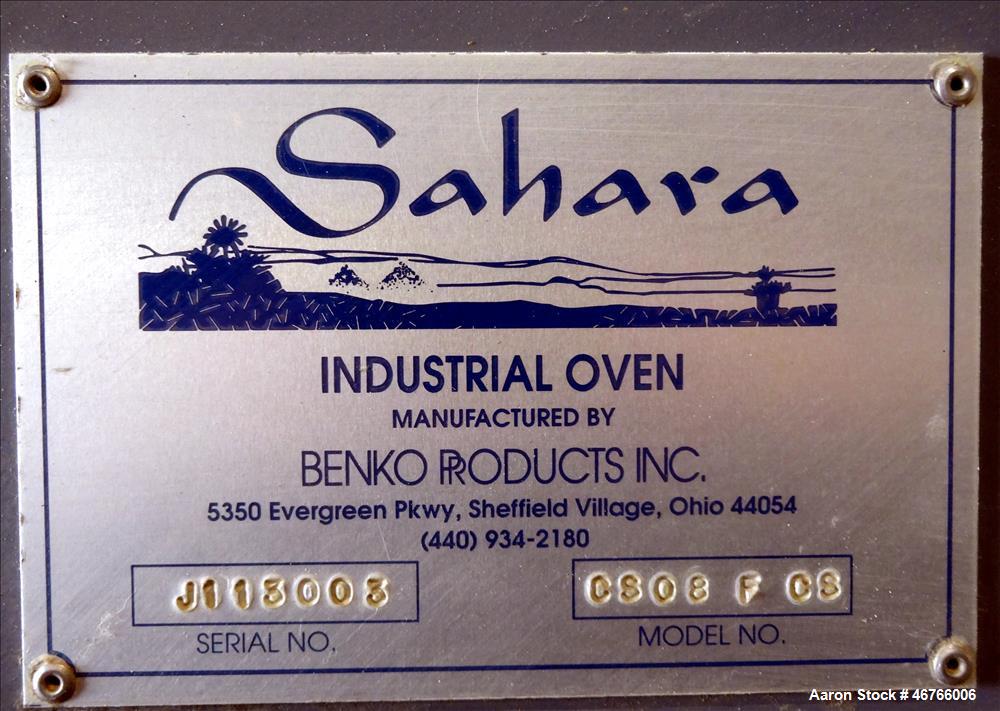 Sahara
INDUSTRIAL OVEN
MANUFACTURED BY
BENKO PRODUCTS INC.
5350 Evergreen Pkwy, Sheffield Village, Ohio 44054
(440) 934-2180
J113003 CS08 F CS
SERIAL NO. MODEL NO.
Aaron Stock # 46766006